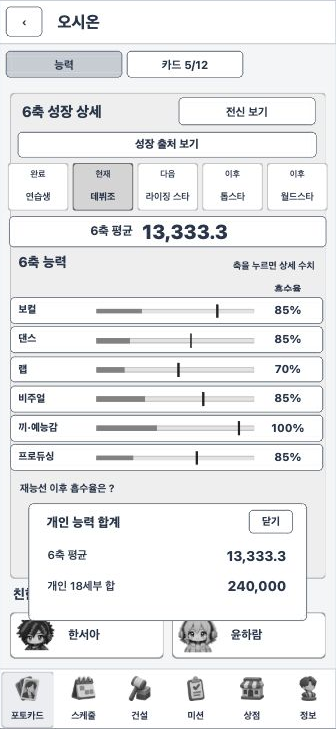 ‹ 오시온
능력 카드 5/12
6축 성장 상세 전신 보기
성장 출처 보기
완료 현재 다음 이후 이후
연습생 데뷔조 라이징 스타 톱스타 월드스타
6축 평균 13,333.3
6축 능력 축을 누르면 상세 수치
흡수율
보컬 85%
댄스 85%
랩 70%
비주얼 85%
끼·예능감 100%
프로듀싱 85%
재능선 이후 흡수율은 ?
개인 능력 합계 닫기
6축 평균 13,333.3
개인 18세부 합 240,000
한서아 윤하람
포토카드 스케줄 건설 미션 상점 정보